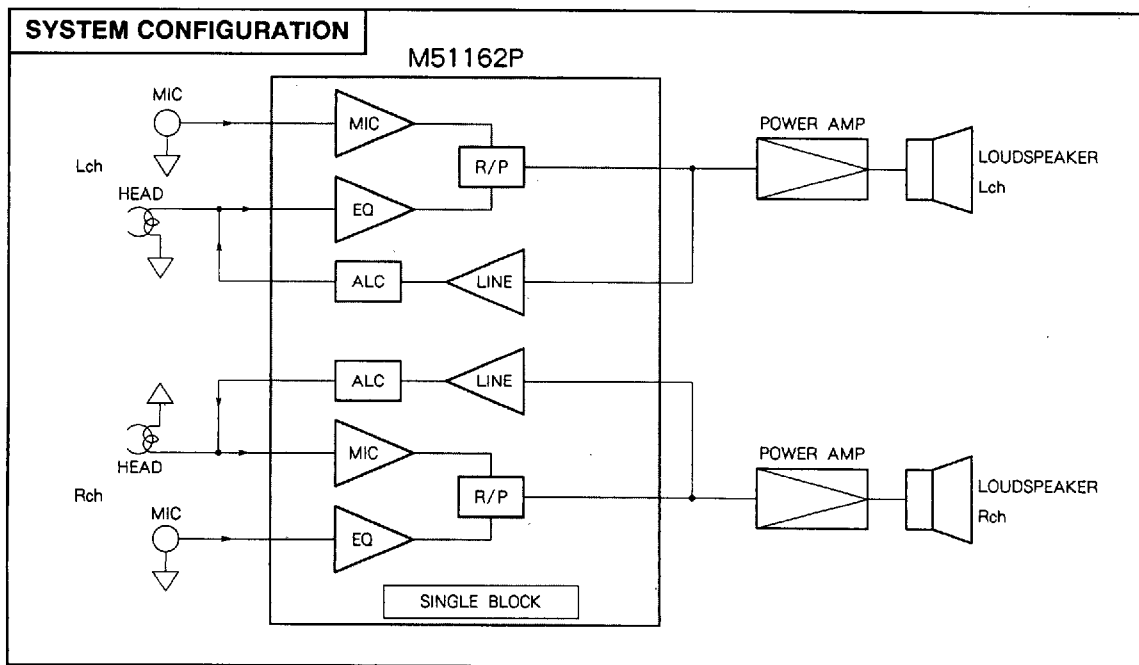 SYSTEM CONFIGURATION
M51162P
MIC
MIC
POWER AMP
R/P
LOUDSPEAKER
Lch
Lch
HEAD
EQ
ALC
LINE
ALC
LINE
HEAD
MIC
POWER AMP
R/P
LOUDSPEAKER
Rch
Rch
MIC
EQ
SINGLE BLOCK